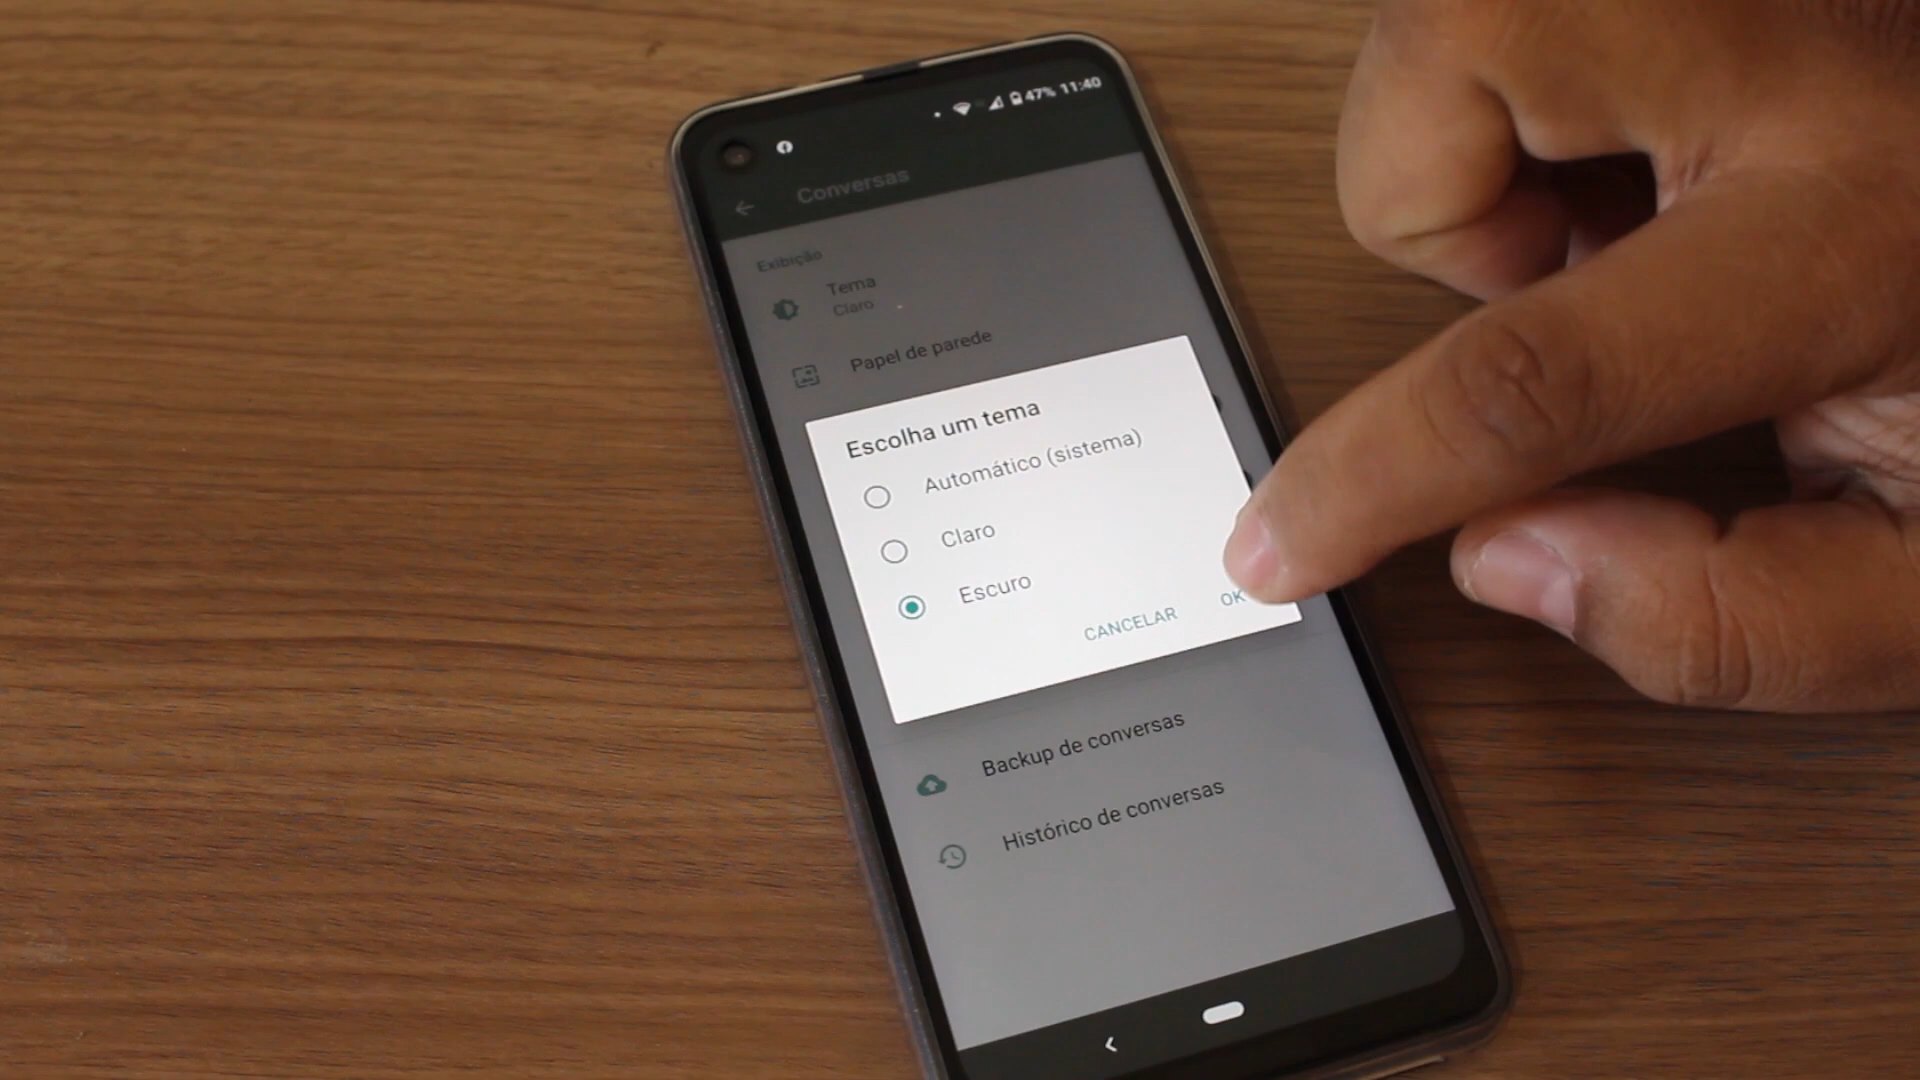 47% 11:40
Conversas
Exibição
Tema
Claro
Papel de parede
Escolha um tema
Automático (sistema)
Claro
Escuro
CANCELAR OK
Backup de conversas
Histórico de conversas